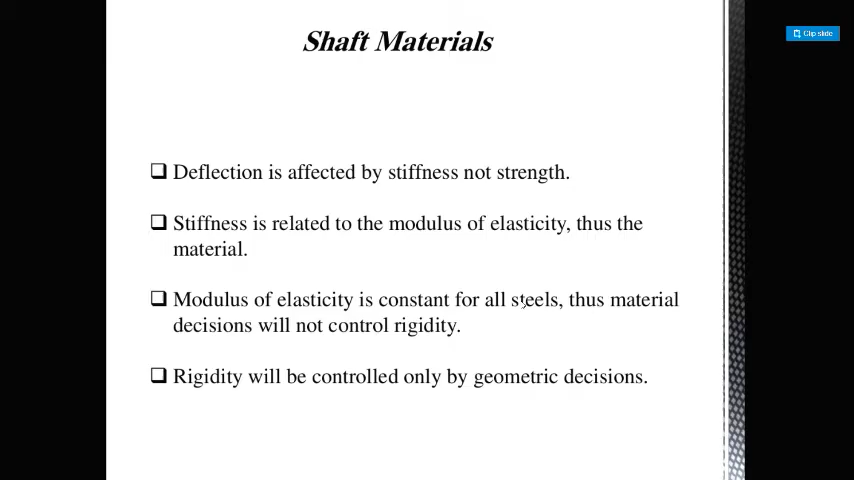 Shaft Materials
Clip slide
Deflection is affected by stiffness not strength.
Stiffness is related to the modulus of elasticity, thus the
material.
Modulus of elasticity is constant for all steels, thus material
decisions will not control rigidity.
Rigidity will be controlled only by geometric decisions.